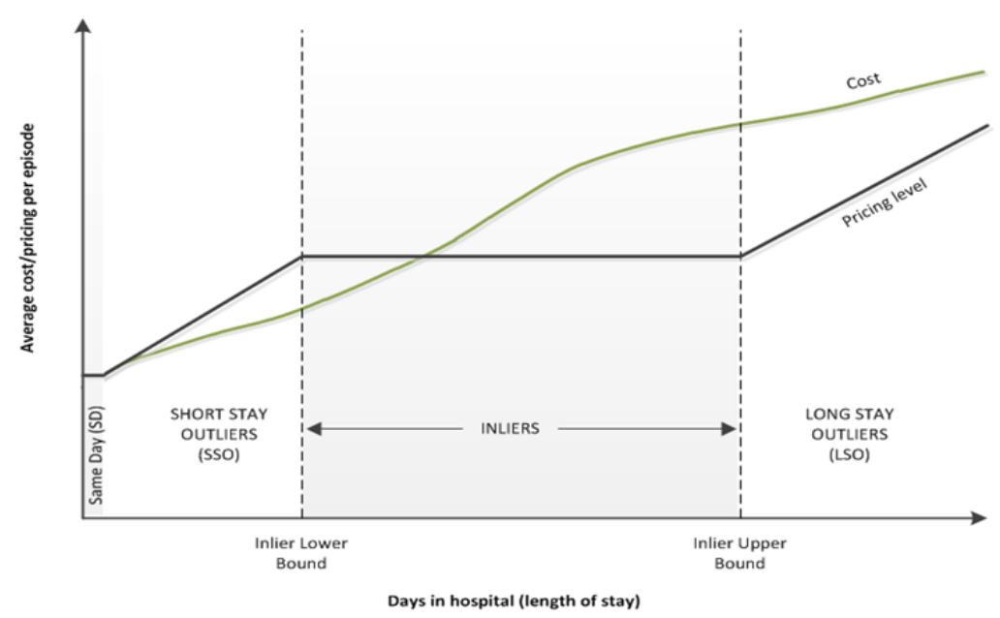 Average cost/pricing per episode
Cost
Pricing level
Same Day (SD)
SHORT STAY
OUTLIERS
(SSO)
INLIERS
LONG STAY
OUTLIERS
(LSO)
Inlier Lower
Bound
Inlier Upper
Bound
Days in hospital (length of stay)